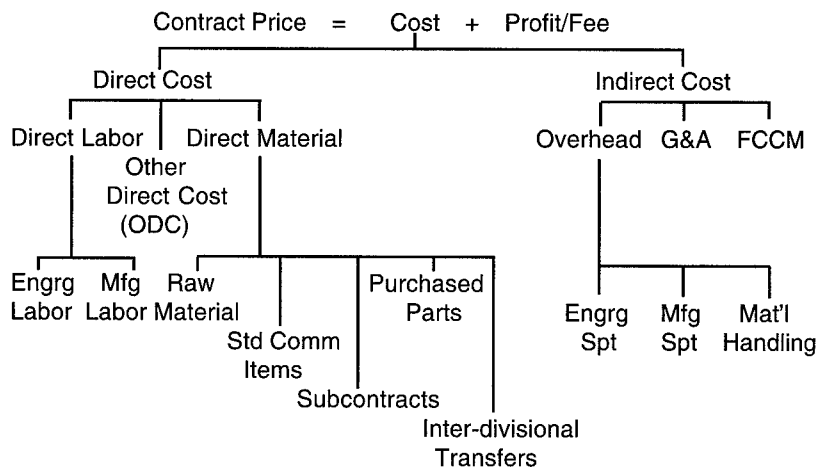 Contract Price = Cost + Profit/Fee
Direct Cost
Indirect Cost
Direct Labor
Other
Direct Cost
(ODC)
Direct Material
Overhead
G&A
FCCM
Engrg
Labor
Mfg
Labor
Raw
Material
Std Comm
Items
Subcontracts
Purchased
Parts
Inter-divisional
Transfers
Engrg
Spt
Mfg
Spt
Mat'l
Handling